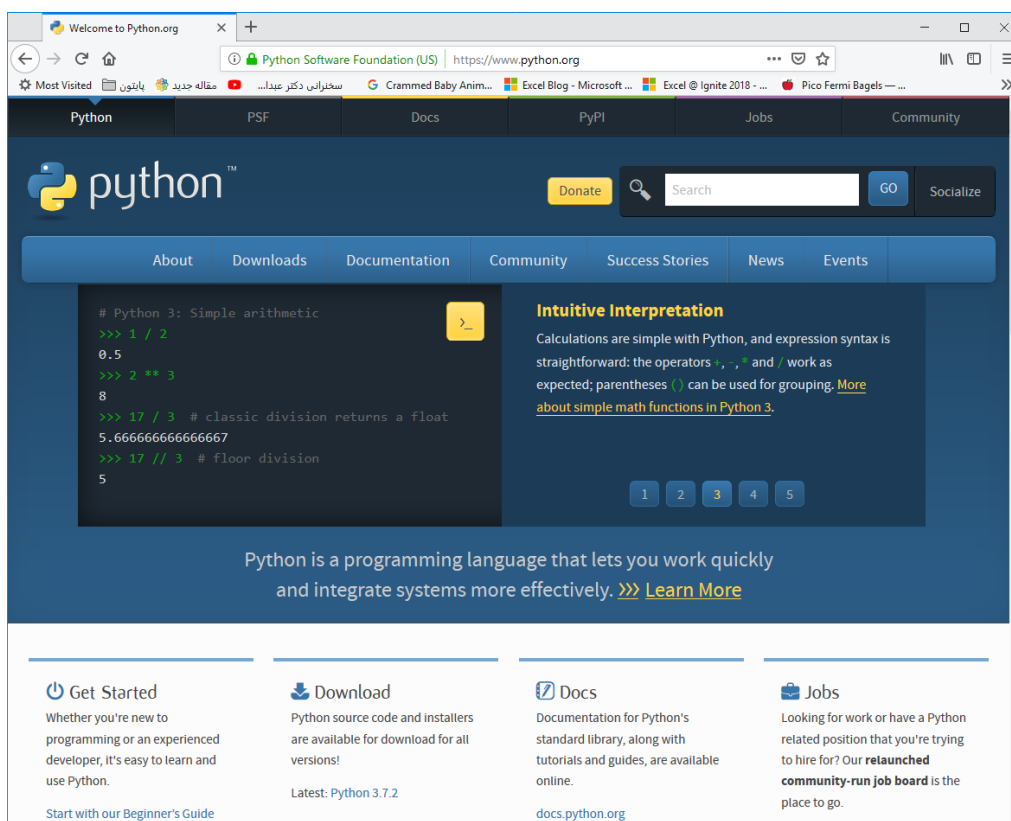 Welcome to Python.org
Python Software Foundation (US) https://www.python.org
Most Visited پایتون مقاله جدید سخنرانی دکتر عبدا... Crammed Baby Anim... Excel Blog - Microsoft ... Excel @ Ignite 2018 - ... Pico Fermi Bagels — ...
Python PSF Docs PyPI Jobs Community
python™
Donate Search GO Socialize
About Downloads Documentation Community Success Stories News Events
# Python 3: Simple arithmetic
>>> 1 / 2
0.5
>>> 2 ** 3
8
>>> 17 / 3 # classic division returns a float
5.666666666666667
>>> 17 // 3 # floor division
5
>_
Intuitive Interpretation
Calculations are simple with Python, and expression syntax is
straightforward: the operators +, -, * and / work as
expected; parentheses () can be used for grouping. More
about simple math functions in Python 3.
1 2 3 4 5
Python is a programming language that lets you work quickly
and integrate systems more effectively. >>> Learn More
Get Started
Whether you're new to
programming or an experienced
developer, it's easy to learn and
use Python.
Start with our Beginner's Guide
Download
Python source code and installers
are available for download for all
versions!
Latest: Python 3.7.2
Docs
Documentation for Python's
standard library, along with
tutorials and guides, are available
online.
docs.python.org
Jobs
Looking for work or have a Python
related position that you're trying
to hire for? Our relaunched
community-run job board is the
place to go.